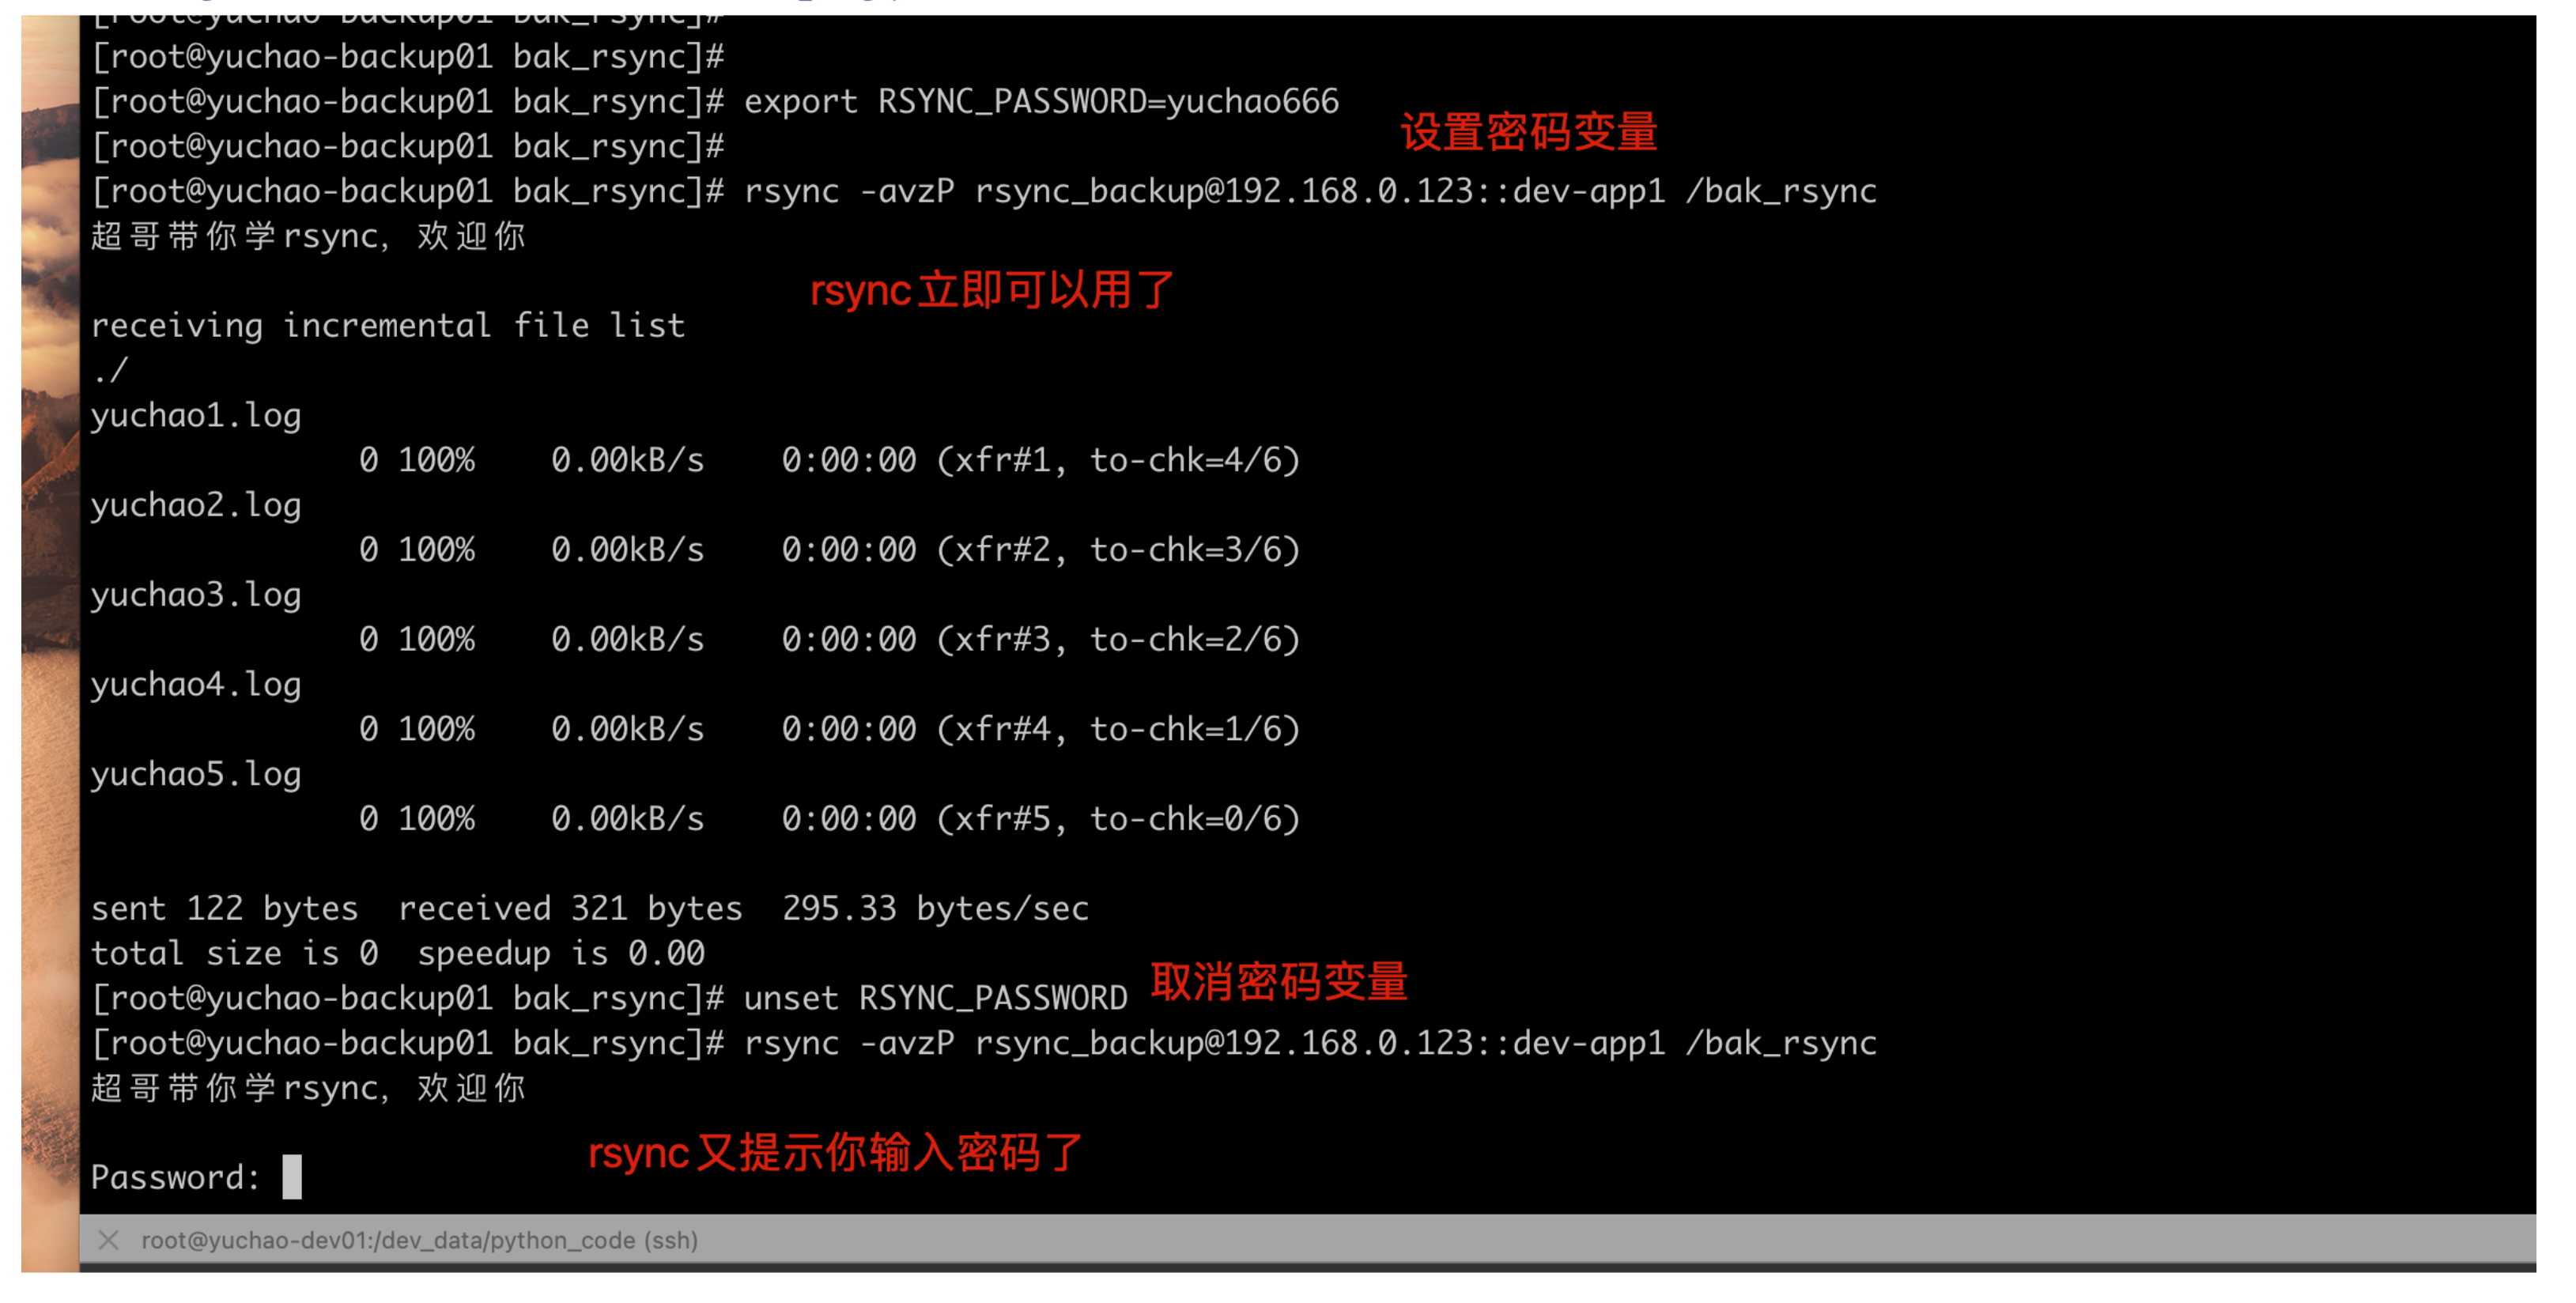 [root@yuchao-backup01 bak_rsync]#
[root@yuchao-backup01 bak_rsync]#
[root@yuchao-backup01 bak_rsync]# export RSYNC_PASSWORD=yuchao666
设置密码变量
[root@yuchao-backup01 bak_rsync]#
[root@yuchao-backup01 bak_rsync]# rsync -avzP rsync_backup@192.168.0.123::dev-app1 /bak_rsync
超哥带你学rsync, 欢迎你
rsync立即可以用了
receiving incremental file list
./
yuchao1.log
0 100% 0.00kB/s 0:00:00 (xfr#1, to-chk=4/6)
yuchao2.log
0 100% 0.00kB/s 0:00:00 (xfr#2, to-chk=3/6)
yuchao3.log
0 100% 0.00kB/s 0:00:00 (xfr#3, to-chk=2/6)
yuchao4.log
0 100% 0.00kB/s 0:00:00 (xfr#4, to-chk=1/6)
yuchao5.log
0 100% 0.00kB/s 0:00:00 (xfr#5, to-chk=0/6)
sent 122 bytes received 321 bytes 295.33 bytes/sec
total size is 0 speedup is 0.00
[root@yuchao-backup01 bak_rsync]# unset RSYNC_PASSWORD
取消密码变量
[root@yuchao-backup01 bak_rsync]# rsync -avzP rsync_backup@192.168.0.123::dev-app1 /bak_rsync
超哥带你学rsync, 欢迎你
rsync又提示你输入密码了
Password:
root@yuchao-dev01:/dev_data/python_code (ssh)